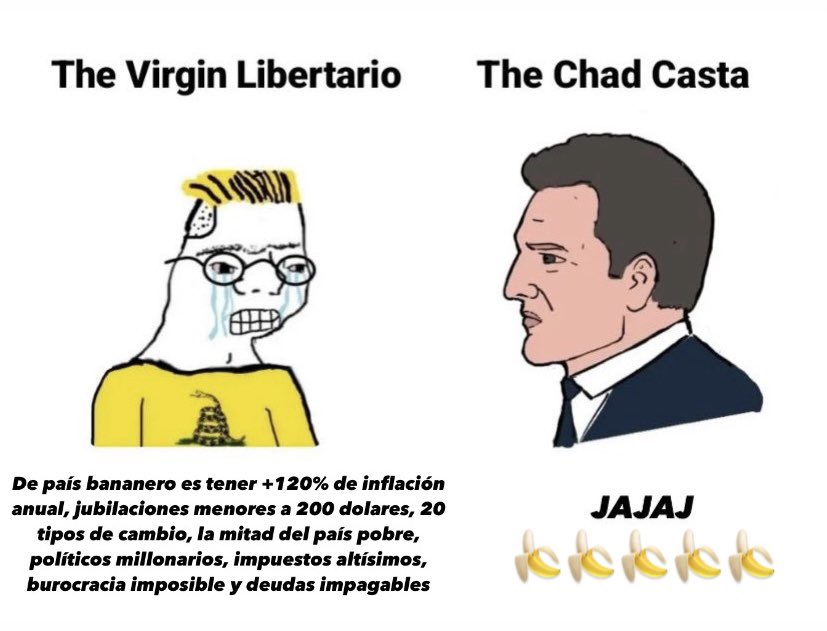 The Virgin Libertario
The Chad Casta
De país bananero es tener +120% de inflación
anual, jubilaciones menores a 200 dolares, 20
tipos de cambio, la mitad del país pobre,
políticos millonarios, impuestos altísimos,
burocracia imposible y deudas impagables
JAJAJ
🍌🍌🍌🍌🍌